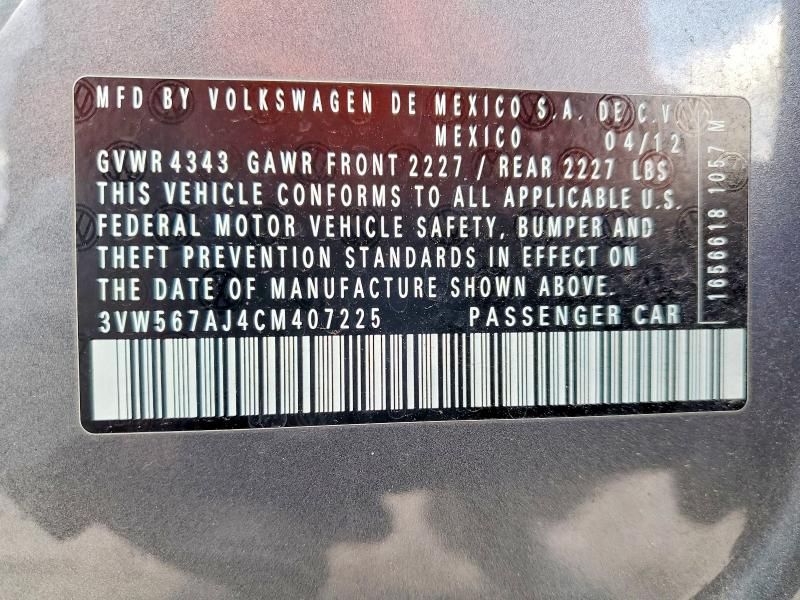 MFD BY VOLKSWAGEN DE MEXICO S.A. DE C.V
MEXICO 04/12
GVWR 4343 GAWR FRONT 2227 / REAR 2227 LBS
THIS VEHICLE CONFORMS TO ALL APPLICABLE U.S.
FEDERAL MOTOR VEHICLE SAFETY, BUMPER AND
THEFT PREVENTION STANDARDS IN EFFECT ON
THE DATE OF MANUFACTURE SHOWN ABOVE.
3VW567AJ4CM407225 PASSENGER CAR
1656618 1057 M